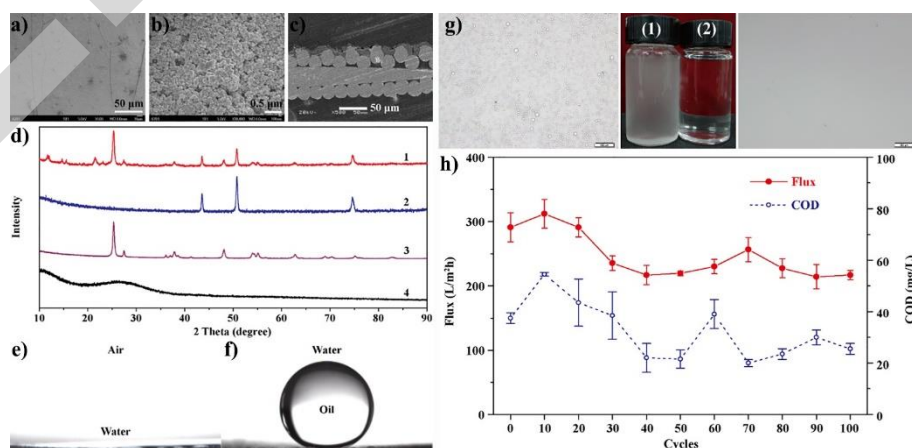 a)
50 μm
b)
0.5 μm
c)
50 μm
g)
(1)
(2)
d)
Intensity
1
2
3
4
10 20 30 40 50 60 70 80 90
2 Theta (degree)
e)
Air
Water
f)
Water
Oil
h)
Flux (L/m²h)
400
300
200
100
0
Flux
COD
COD (mg/L)
100
80
60
40
20
0
0 10 20 30 40 50 60 70 80 90 100
Cycles